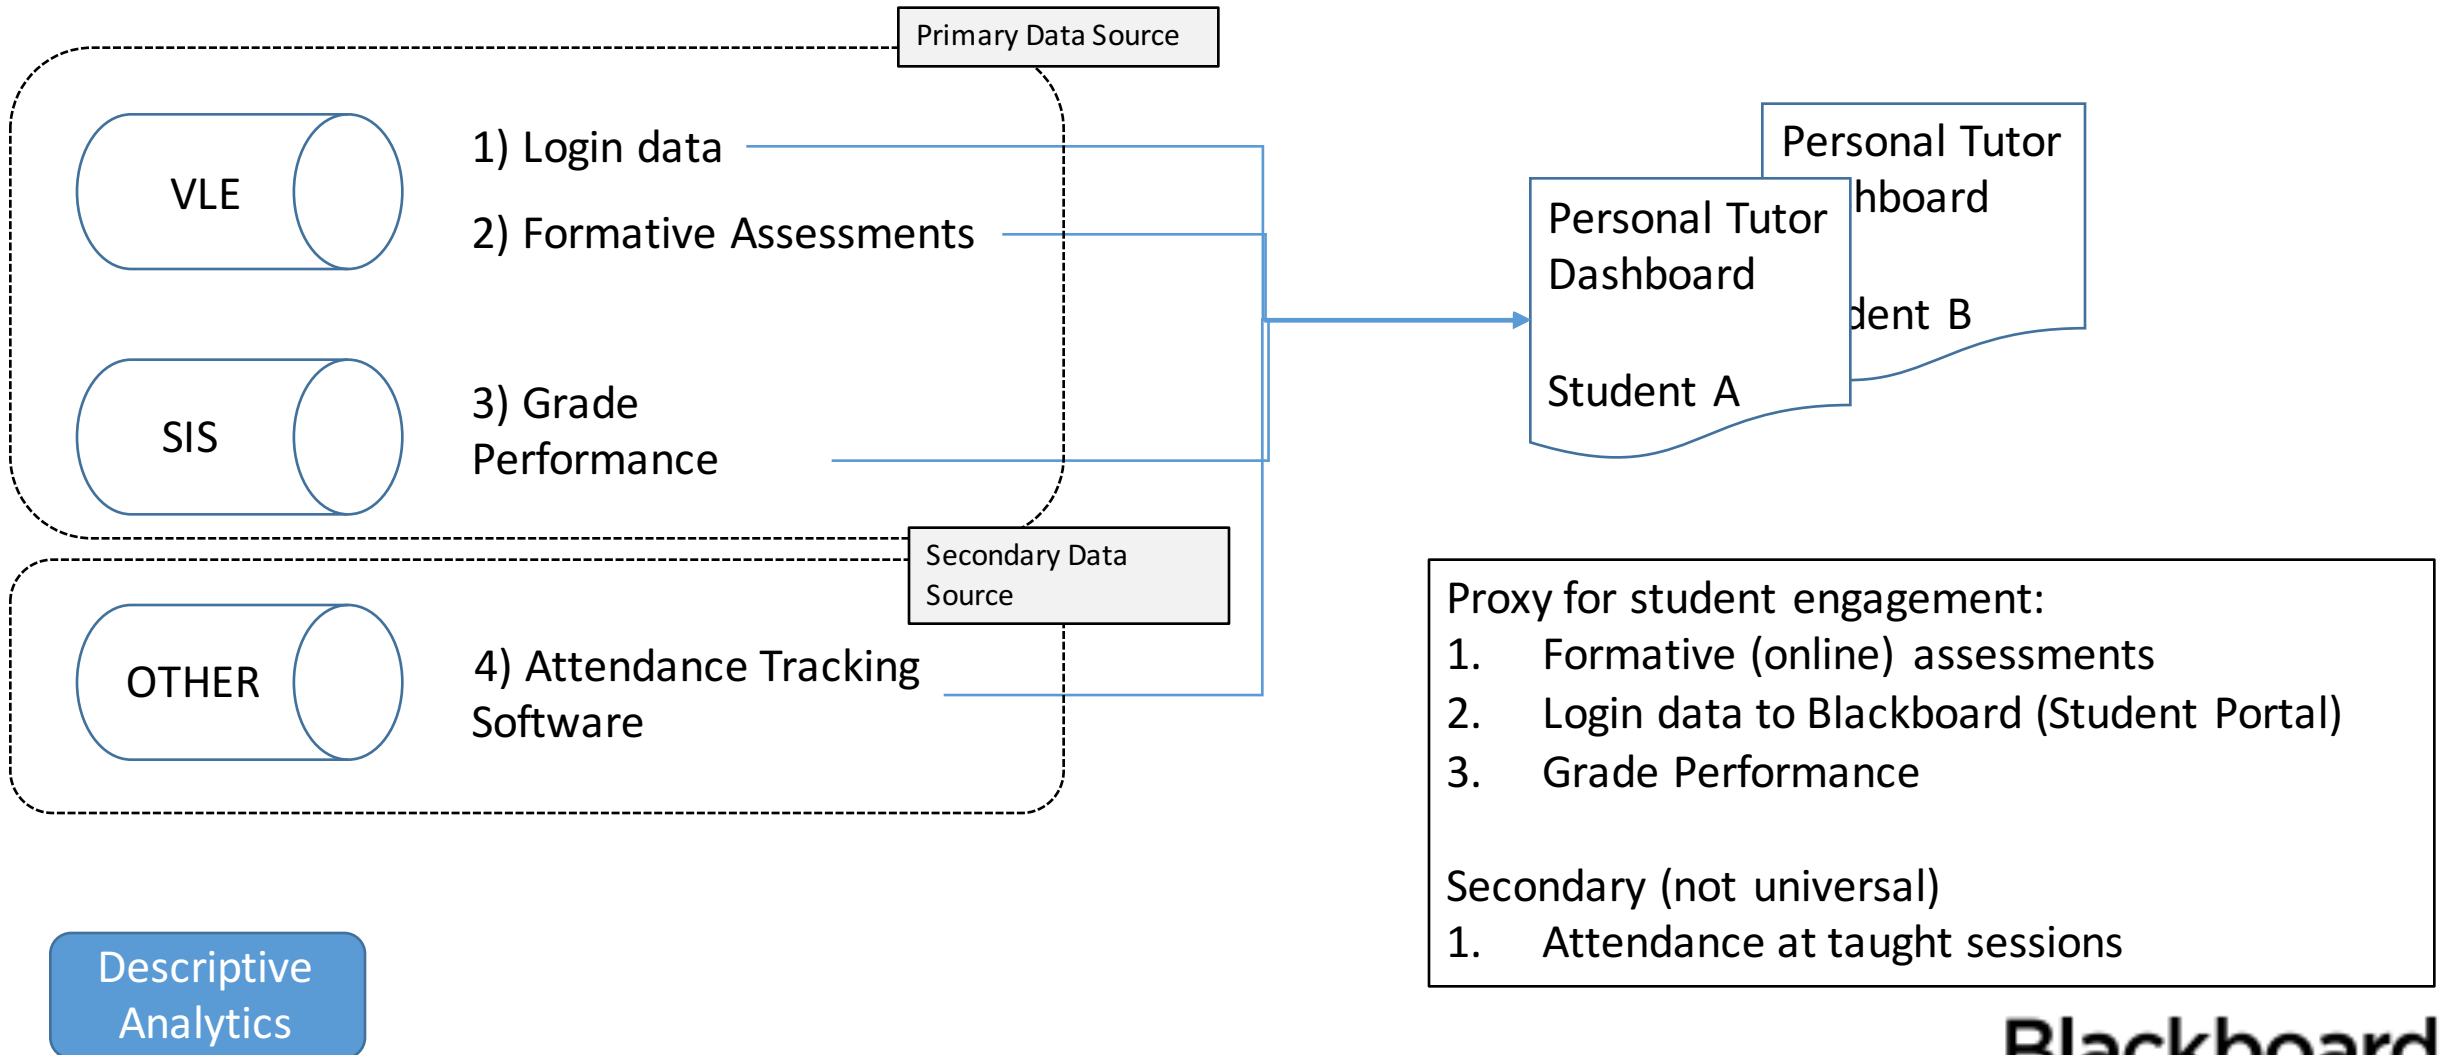 Primary Data Source
VLE
1) Login data
2) Formative Assessments
SIS
3) Grade
Performance
Secondary Data
Source
OTHER
4) Attendance Tracking
Software
Personal Tutor
hboard
dent B
Personal Tutor
Dashboard
Student A
Proxy for student engagement:
1. Formative (online) assessments
2. Login data to Blackboard (Student Portal)
3. Grade Performance
Secondary (not universal)
1. Attendance at taught sessions
Descriptive
Analytics
Blackboard